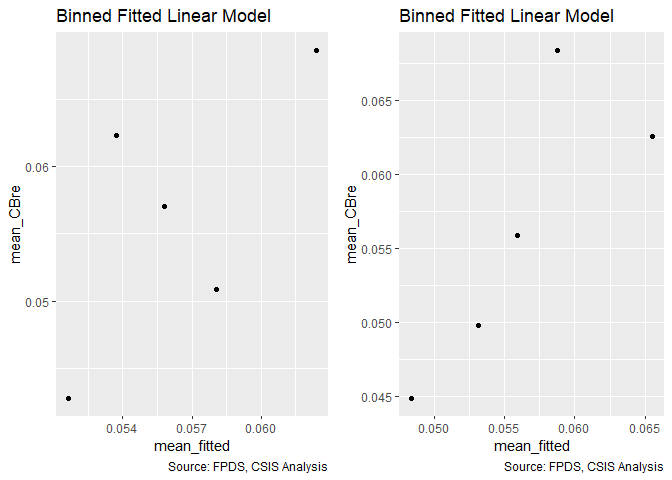 Binned Fitted Linear Model
mean_CBre
0.06
0.05
0.054 0.057 0.060
mean_fitted
Source: FPDS, CSIS Analysis
Binned Fitted Linear Model
mean_CBre
0.065
0.060
0.055
0.050
0.045
0.050 0.055 0.060 0.065
mean_fitted
Source: FPDS, CSIS Analysis